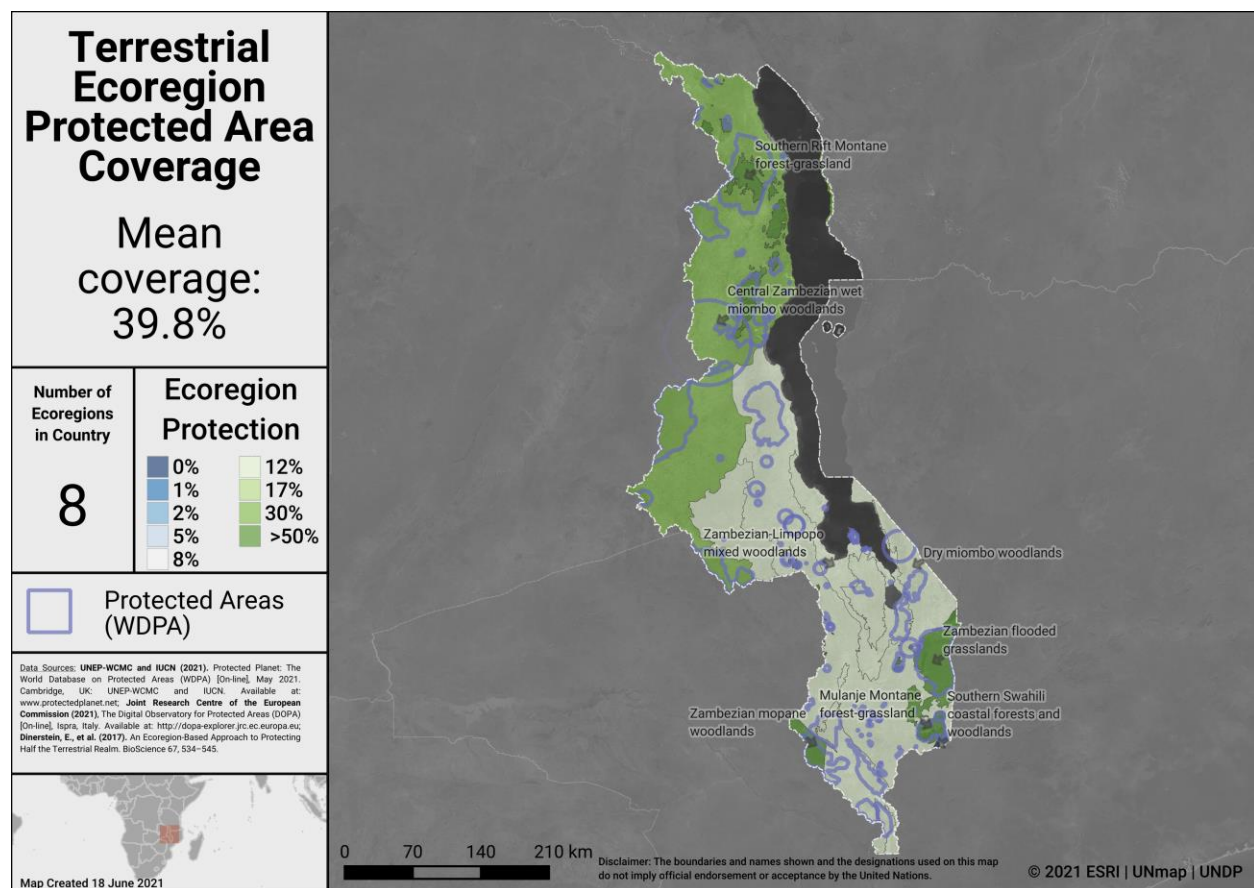 Terrestrial
Ecoregion
Protected Area
Coverage
Mean
coverage:
39.8%
Number of
Ecoregions
in Country
8
Ecoregion
Protection
0%
1%
2%
5%
8%
12%
17%
30%
>50%
Protected Areas
(WDPA)
Data Sources: UNEP-WCMC and IUCN (2021). Protected Planet: The
World Database on Protected Areas (WDPA) [On-line], May 2021.
Cambridge, UK: UNEP-WCMC and IUCN. Available at:
www.protectedplanet.net; Joint Research Centre of the European
Commission (2021), The Digital Observatory for Protected Areas (DOPA)
[On-line], Ispra, Italy. Available at: http://dopa-explorer.jrc.ec.europa.eu;
Dinerstein, E., et al. (2017). An Ecoregion-Based Approach to Protecting
Half the Terrestrial Realm. BioScience 67, 534–545.
Map Created 18 June 2021
Southern Rift Montane
forest-grassland
Central Zambezian wet
miombo woodlands
Zambezian-Limpopo
mixed woodlands
Dry miombo woodlands
Zambezian flooded
grasslands
Mulanje Montane
forest-grassland
Southern Swahili
coastal forests and
woodlands
Zambezian mopane
woodlands
0 70 140 210 km
Disclaimer: The boundaries and names shown and the designations used on this map
do not imply official endorsement or acceptance by the United Nations.
© 2021 ESRI | UNmap | UNDP